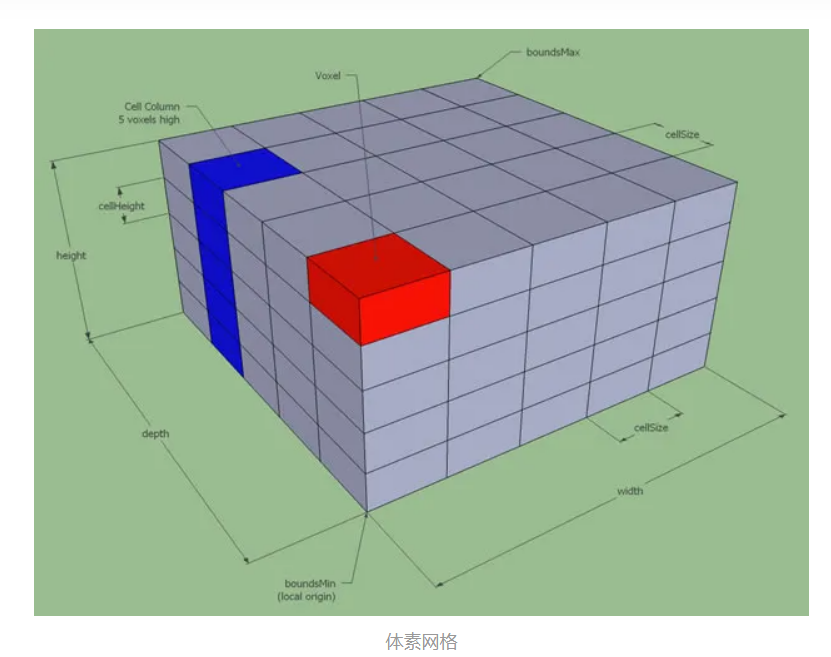 boundsMax
Voxel
Cell Column
5 voxels high
cellSize
cellHeight
height
depth
cellSize
width
boundsMin
(local origin)
体素网格